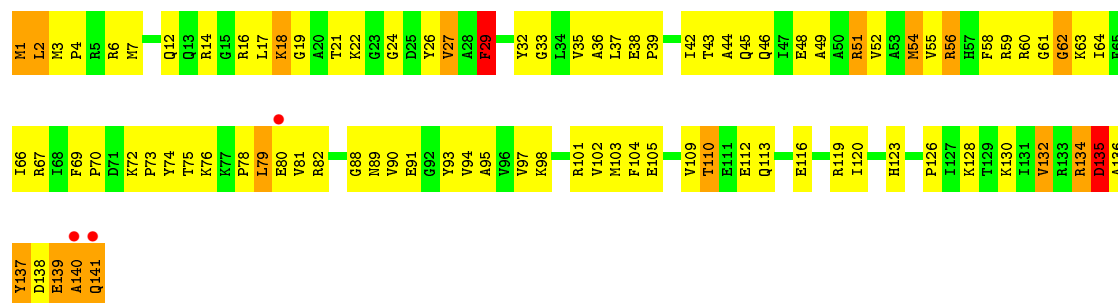 M1 L2 M3 P4 R5 R6 M7 Q12 Q13 R14 G15 R16 L17 K18 G19 A20 T21 K22 G23 G24 D25 Y26 V27 A28 F29 Y32 G33 L34 V35 A36 L37 E38 P39 I42 T43 A44 Q45 Q46 I47 E48 A49 A50 R51 V52 A53 M54 V55 R56 H57 F58 R59 R60 G61 G62 K63 I64 F65
I66 R67 I68 F69 P70 D71 K72 P73 Y74 T75 K76 K77 P78 L79 E80 V81 R82 G88 N89 V90 E91 G92 Y93 V94 A95 V96 V97 K98 R101 V102 M103 F104 E105 V109 T110 E111 E112 Q113 E116 R119 I120 H123 P126 I127 K128 T129 K130 I131 V132 R133 R134 D135 A136
Y137 D138 E139 A140 Q141